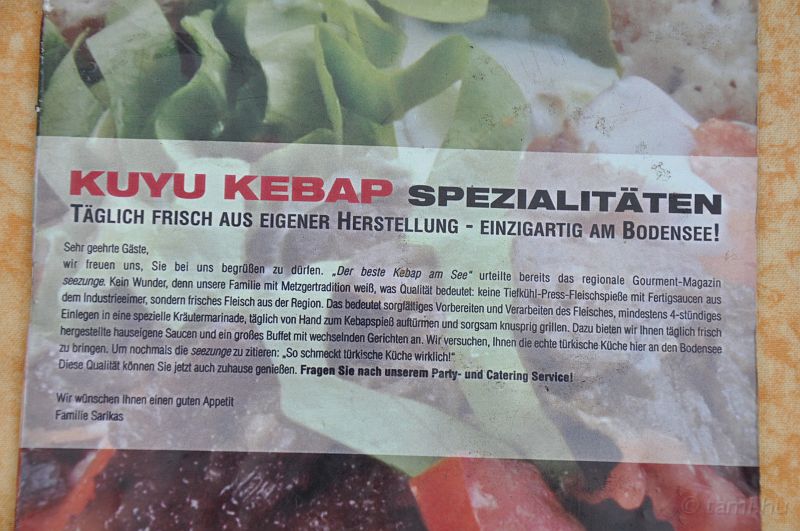 KUYU KEBAP SPEZIALITÄTEN
TÄGLICH FRISCH AUS EIGENER HERSTELLUNG - EINZIGARTIG AM BODENSEE!
Sehr geehrte Gäste,
wir freuen uns, Sie bei uns begrüßen zu dürfen. „Der beste Kebap am See" urteilte bereits das regionale Gourment-Magazin
seezunge. Kein Wunder, denn unsere Familie mit Metzgertradition weiß, was Qualität bedeutet: keine Tiefkühl-Press-Fleischspieße mit Fertigsaucen aus
dem Industrieeimer, sondern frisches Fleisch aus der Region. Das bedeutet sorgfältiges Vorbereiten und Verarbeiten des Fleisches, mindestens 4-stündiges
Einlegen in eine spezielle Kräutermarinade, täglich von Hand zum Kebapspieß auftürmen und sorgsam knusprig grillen. Dazu bieten wir Ihnen täglich frisch
hergestellte hauseigene Saucen und ein großes Buffet mit wechselnden Gerichten an. Wir versuchen, Ihnen die echte türkische Küche hier an den Bodensee
zu bringen. Um nochmals die seezunge zu zitieren: „So schmeckt türkische Küche wirklich!"
Diese Qualität können Sie jetzt auch zuhause genießen. Fragen Sie nach unserem Party- und Catering Service!
Wir wünschen Ihnen einen guten Appetit
Familie Sarikas
© tami.hu